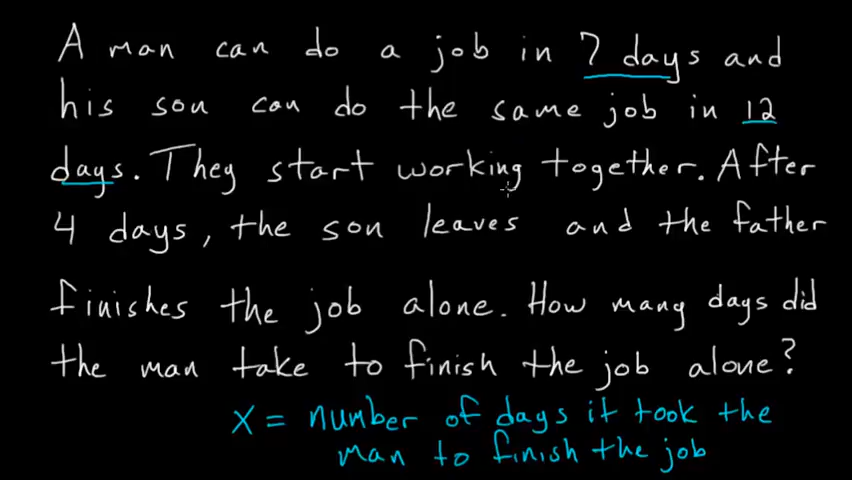 A man can do a job in 7 days and
his son can do the same job in 12
days. They start working together. After
4 days, the son leaves and the father
finishes the job alone. How many days did
the man take to finish the job alone?
x = number of days it took the
man to finish the job